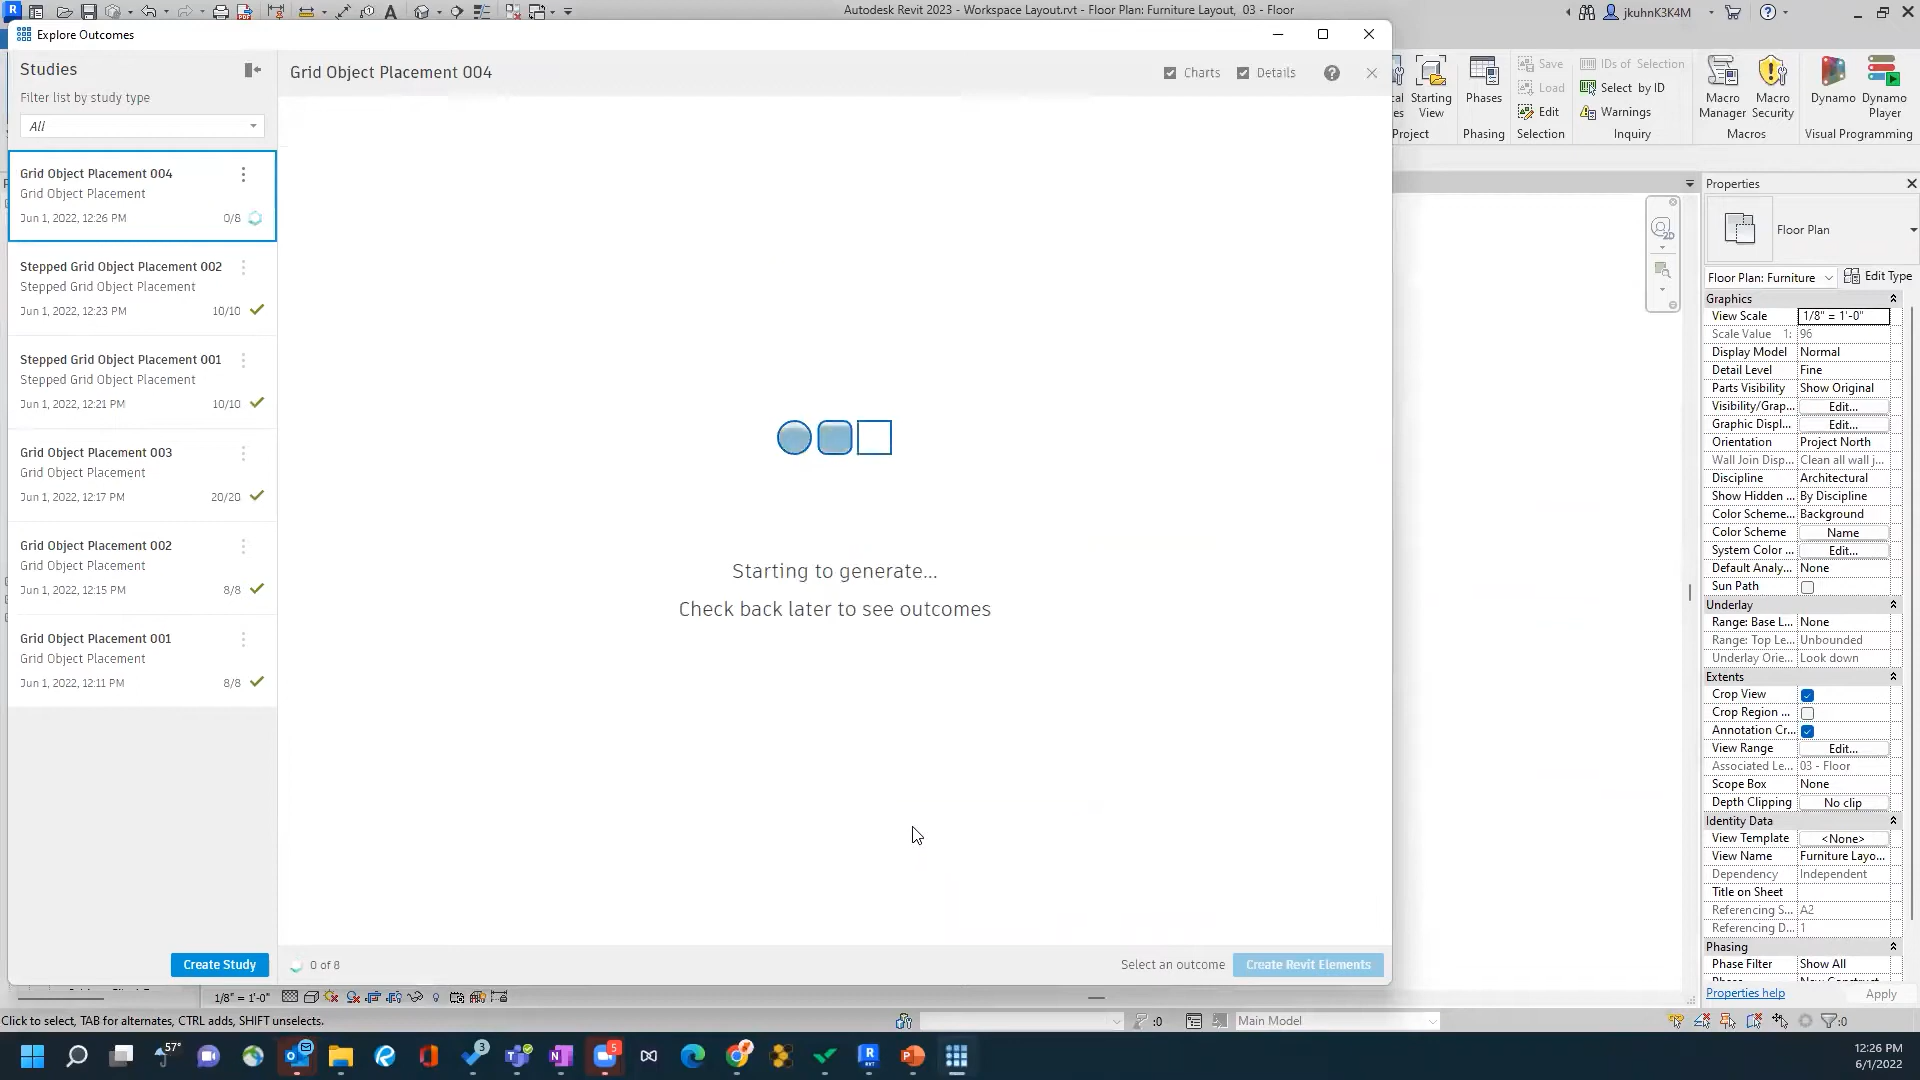 Autodesk Revit 2023 - Workspace Layout.rvt - Floor Plan: Furniture Layout, 03 - Floor
jkuhnK3K4M
Explore Outcomes
Studies
Filter list by study type
All
Grid Object Placement 004
Grid Object Placement
Jun 1, 2022, 12:26 PM
0/8
Stepped Grid Object Placement 002
Stepped Grid Object Placement
Jun 1, 2022, 12:23 PM
10/10
Stepped Grid Object Placement 001
Stepped Grid Object Placement
Jun 1, 2022, 12:21 PM
10/10
Grid Object Placement 003
Grid Object Placement
Jun 1, 2022, 12:17 PM
20/20
Grid Object Placement 002
Grid Object Placement
Jun 1, 2022, 12:15 PM
8/8
Grid Object Placement 001
Grid Object Placement
Jun 1, 2022, 12:11 PM
8/8
Create Study
Grid Object Placement 004
Charts
Details
Starting to generate...
Check back later to see outcomes
0 of 8
Select an outcome
Create Revit Elements
Starting
View
Phases
Phasing
Save
Load
Edit
Selection
IDs of Selection
Select by ID
Warnings
Inquiry
Macro
Manager
Macro
Security
Macros
Dynamo
Dynamo
Player
Visual Programming
Properties
Floor Plan
Floor Plan: Furniture
Edit Type
Graphics
View Scale 1/8" = 1'-0"
Scale Value 1: 96
Display Model Normal
Detail Level Fine
Parts Visibility Show Original
Visibility/Grap... Edit...
Graphic Displ... Edit...
Orientation Project North
Wall Join Disp... Clean all wall j...
Discipline Architectural
Show Hidden ... By Discipline
Color Scheme... Background
Color Scheme Name
System Color ... Edit...
Default Analy... None
Sun Path
Underlay
Range: Base L... None
Range: Top Le... Unbounded
Underlay Orie... Look down
Extents
Crop View
Crop Region ...
Annotation Cr...
View Range Edit...
Associated Le... 03 - Floor
Scope Box None
Depth Clipping No clip
Identity Data
View Template <None>
View Name Furniture Layo...
Dependency Independent
Title on Sheet
Referencing S... A2
Referencing D... 1
Phasing
Phase Filter Show All
Properties help
Apply
1/8" = 1'-0"
Click to select, TAB for alternates, CTRL adds, SHIFT unselects.
:0
Main Model
:0
57°
3
5
12:26 PM
6/1/2022